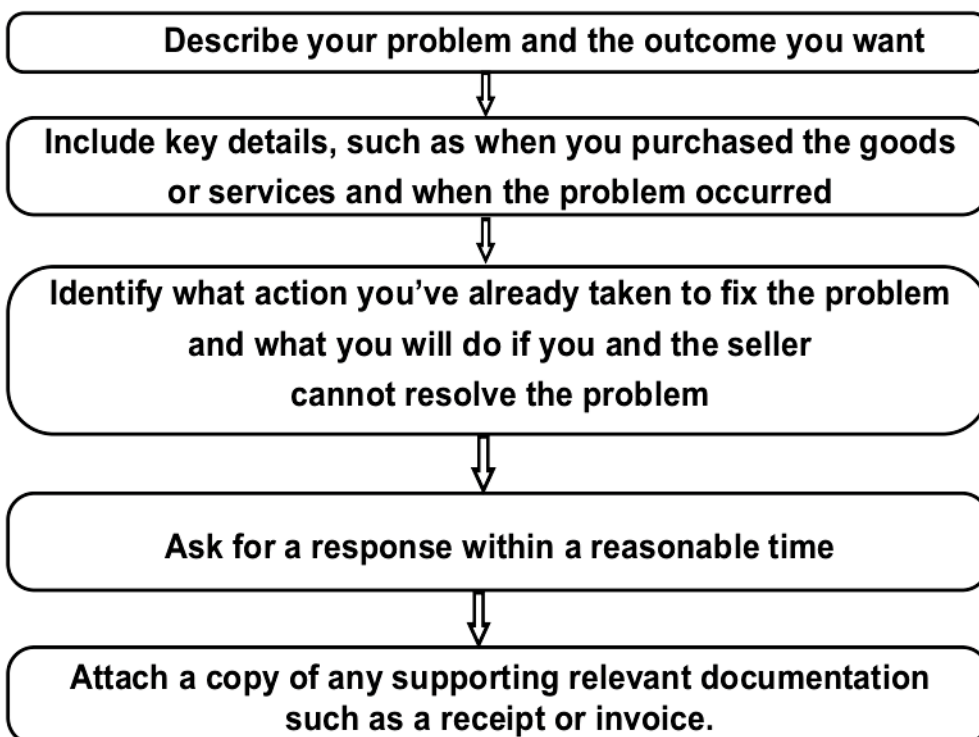 Describe your problem and the outcome you want
Include key details, such as when you purchased the goods
or services and when the problem occurred
Identify what action you’ve already taken to fix the problem
and what you will do if you and the seller
cannot resolve the problem
Ask for a response within a reasonable time
Attach a copy of any supporting relevant documentation
such as a receipt or invoice.